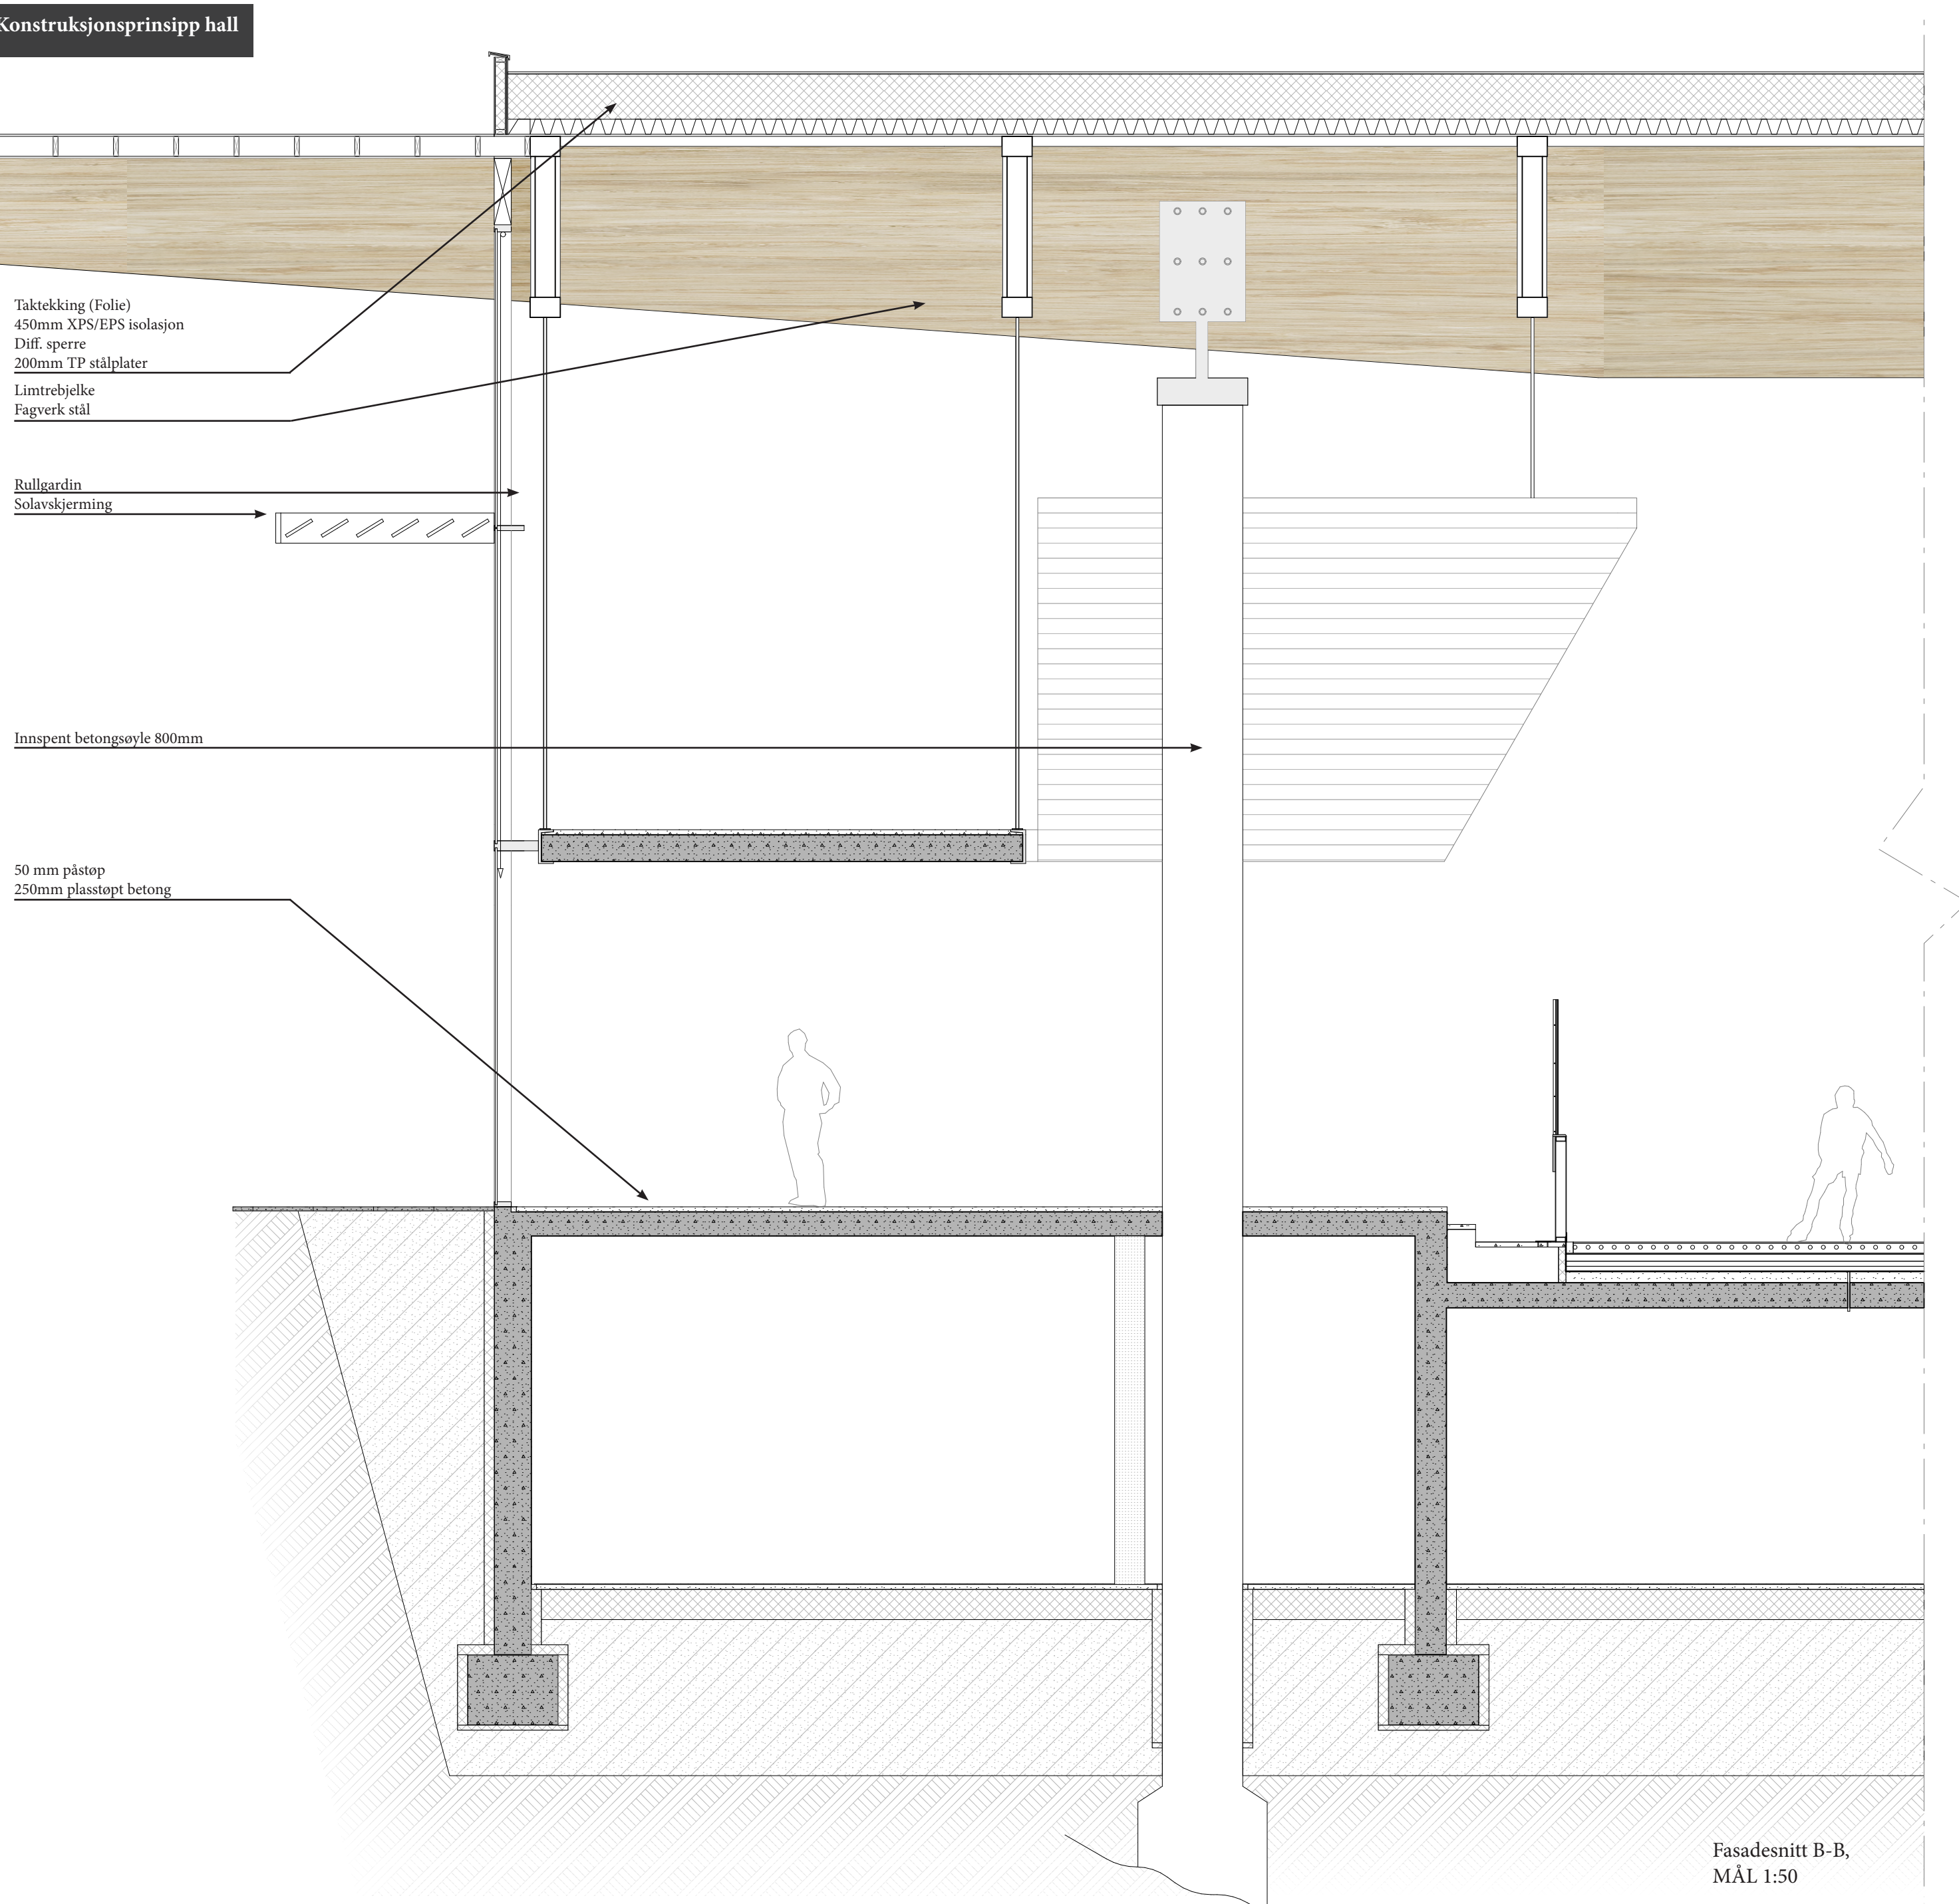 Konstruksjonsprinsipp hall
Taktekking (Folie)
450mm XPS/EPS isolasjon
Diff. sperre
200mm TP stålplater
Limtrebjelke
Fagverk stål
Rullgardin
Solavskjerming
Innspent betongsøyle 800mm
50 mm påstøp
250mm plasstøpt betong
Fasadesnitt B-B,
MÅL 1:50